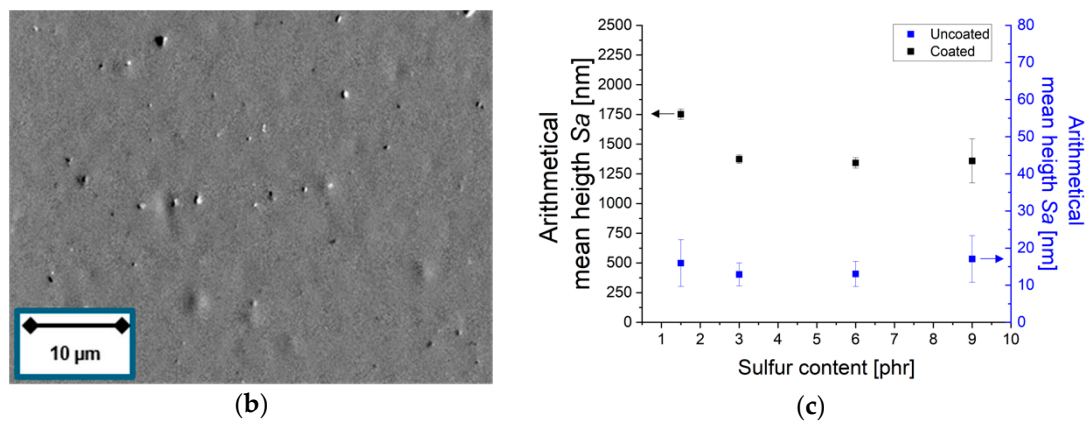 10 µm
(b)
Arithmetical
mean heigth Sa [nm]
2500
2250
2000
1750
1500
1250
1000
750
500
250
0
Uncoated
Coated
80
70
60
50
40
30
20
10
0
Arithmetical
mean heigth Sa [nm]
1 2 3 4 5 6 7 8 9 10
Sulfur content [phr]
(c)